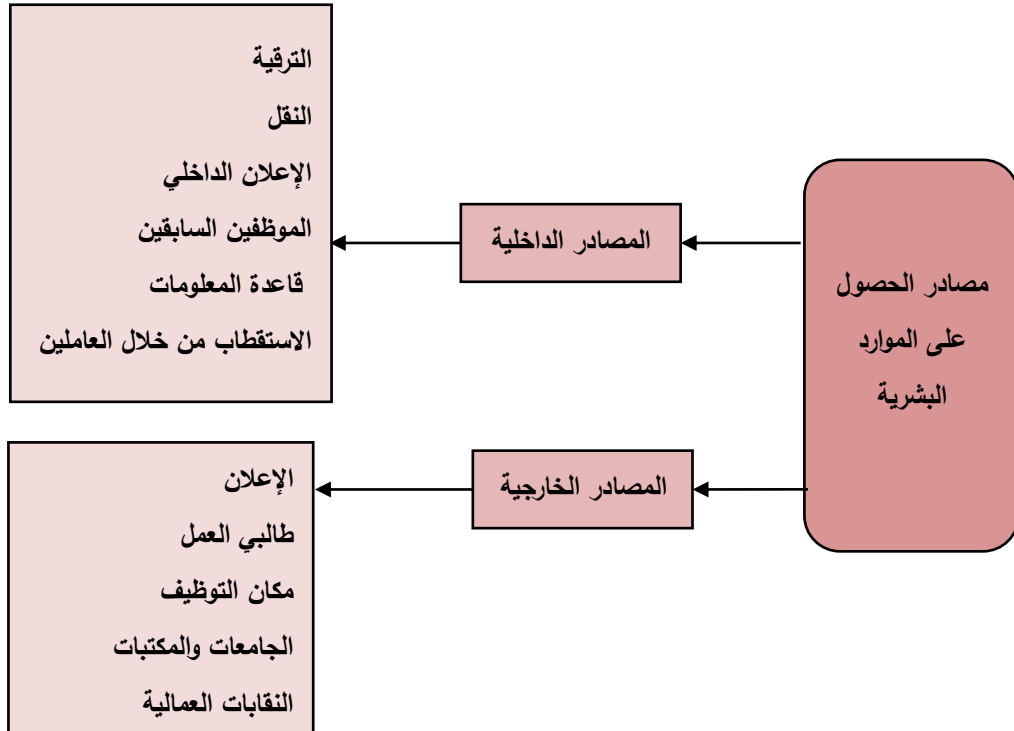 مصادر الحصول
على الموارد
البشرية
المصادر الداخلية
الترقية
النقل
الإعلان الداخلي
الموظفين السابقين
قاعدة المعلومات
الاستقطاب من خلال العاملين
المصادر الخارجية
الإعلان
طالبي العمل
مكان التوظيف
الجامعات والمكتبات
النقابات العمالية